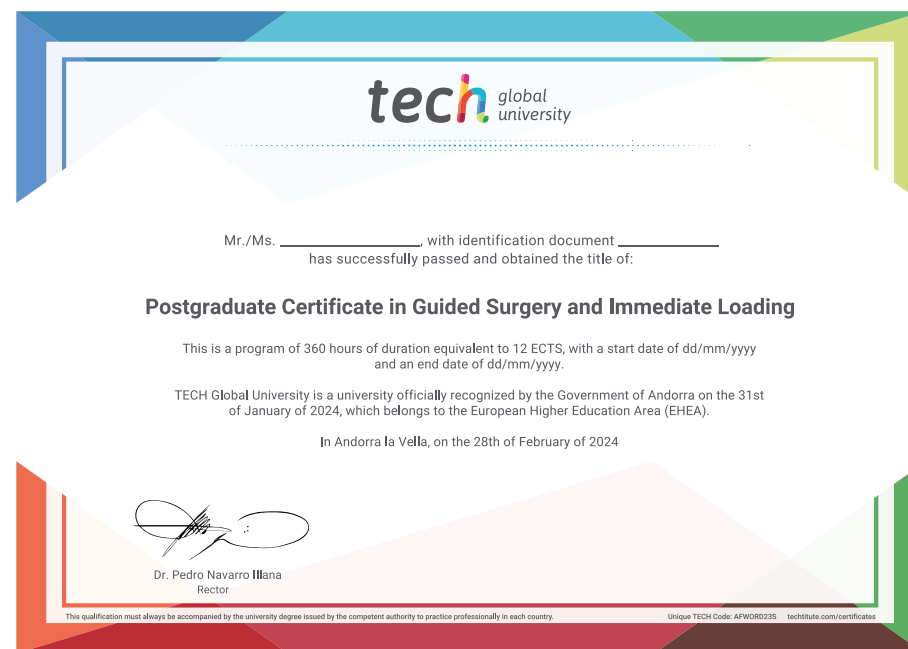 tech global university
Mr./Ms. ____________________, with identification document ______________
has successfully passed and obtained the title of:
Postgraduate Certificate in Guided Surgery and Immediate Loading
This is a program of 360 hours of duration equivalent to 12 ECTS, with a start date of dd/mm/yyyy
and an end date of dd/mm/yyyy.
TECH Global University is a university officially recognized by the Government of Andorra on the 31st
of January of 2024, which belongs to the European Higher Education Area (EHEA).
In Andorra la Vella, on the 28th of February of 2024
Dr. Pedro Navarro Illana
Rector
This qualification must always be accompanied by the university degree issued by the competent authority to practice professionally in each country. Unique TECH Code: AFWORD23S techtitute.com/certificates